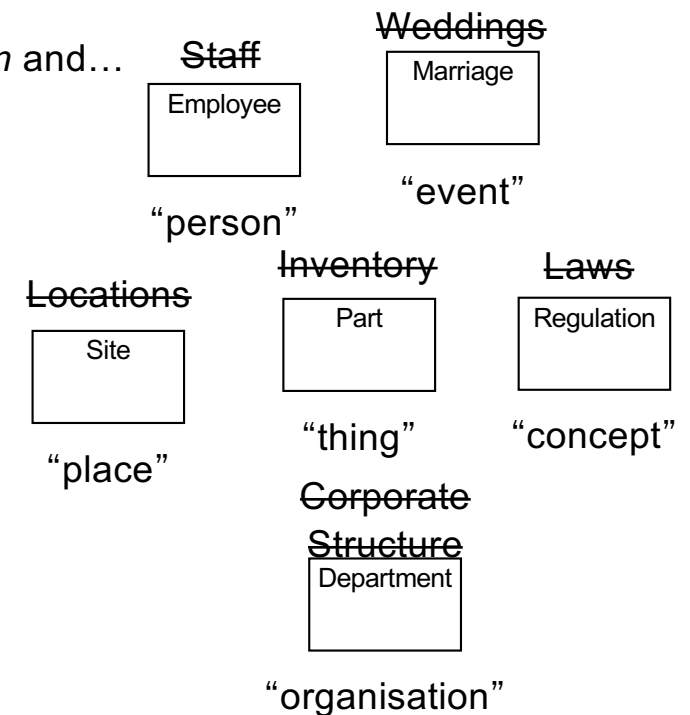 and…
Staff
Employee
“person”
Weddings
Marriage
“event”
Locations
Site
“place”
Inventory
Part
“thing”
Laws
Regulation
“concept”
Corporate
Structure
Department
“organisation”